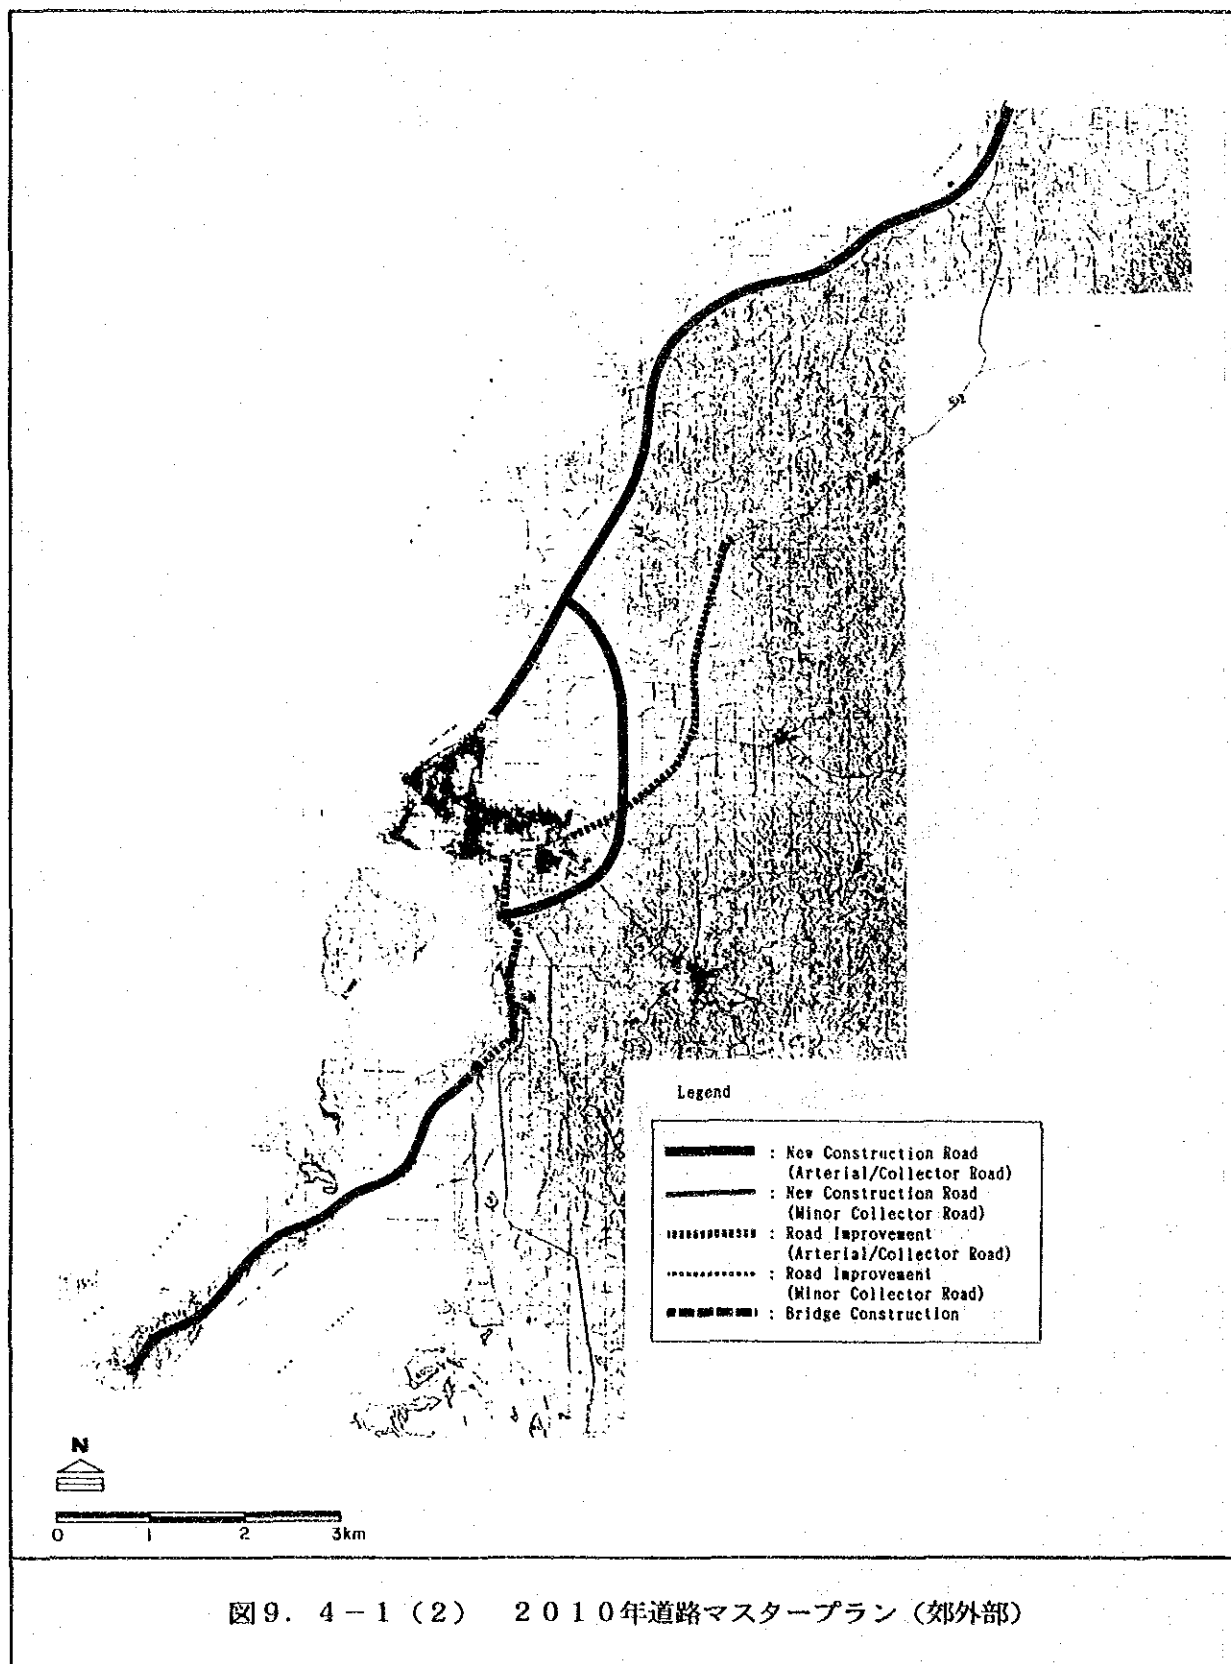 Legend
: New Construction Road
(Arterial/Collector Road)
: New Construction Road
(Minor Collector Road)
: Road Improvement
(Arterial/Collector Road)
: Road Improvement
(Minor Collector Road)
: Bridge Construction
N
0 1 2 3km
図9.4-1(2) 2010年道路マスタープラン(郊外部)